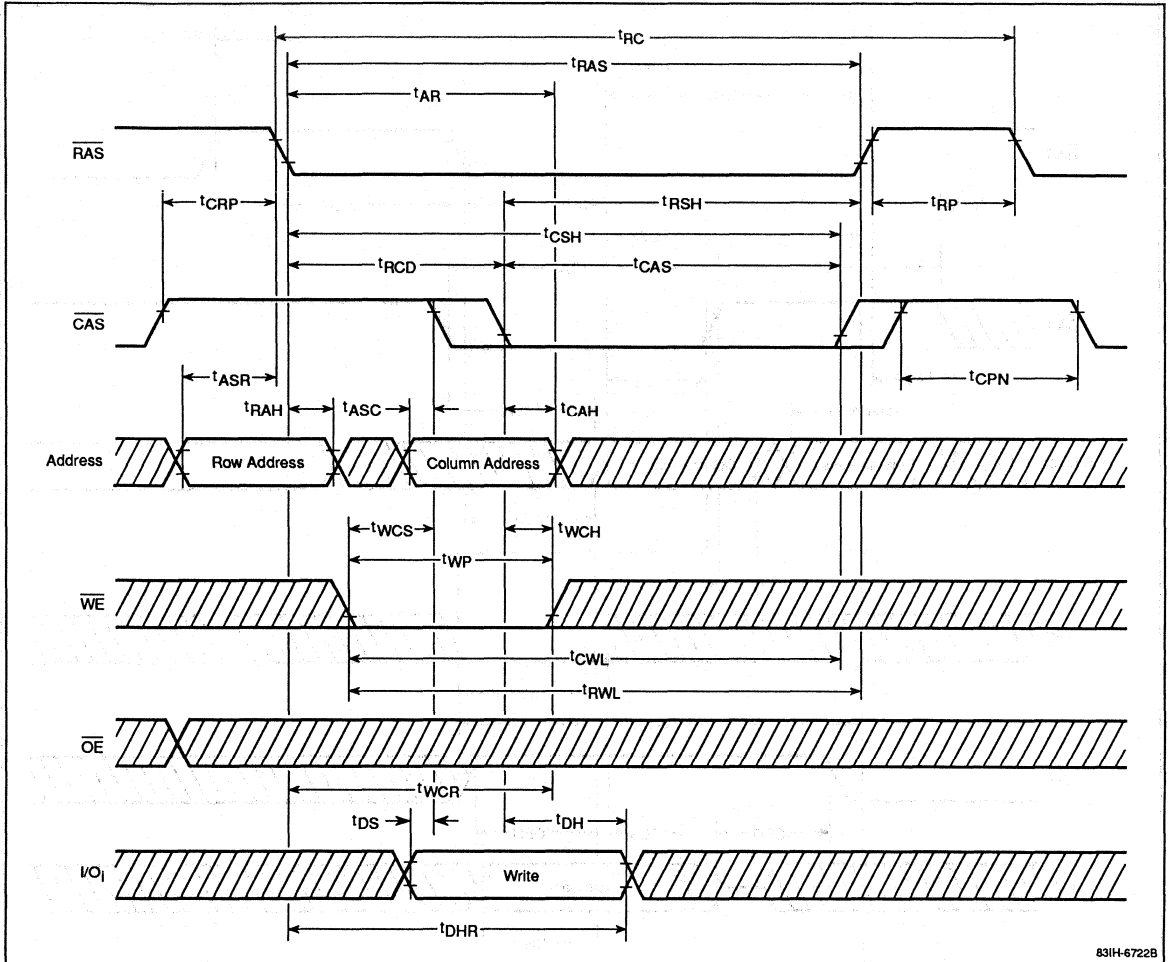 tRC
tRAS
tAR
RAS
tCRP tRSH tRP
tCSH
tRCD tCAS
CAS
tASR tCPN
tRAH tASC tCAH
Address Row Address Column Address
tWCS tWCH
tWP
WE
tCWL
tRWL
OE
tWCR
tDS tDH
I/Oi Write
tDHR
83IH-6722B